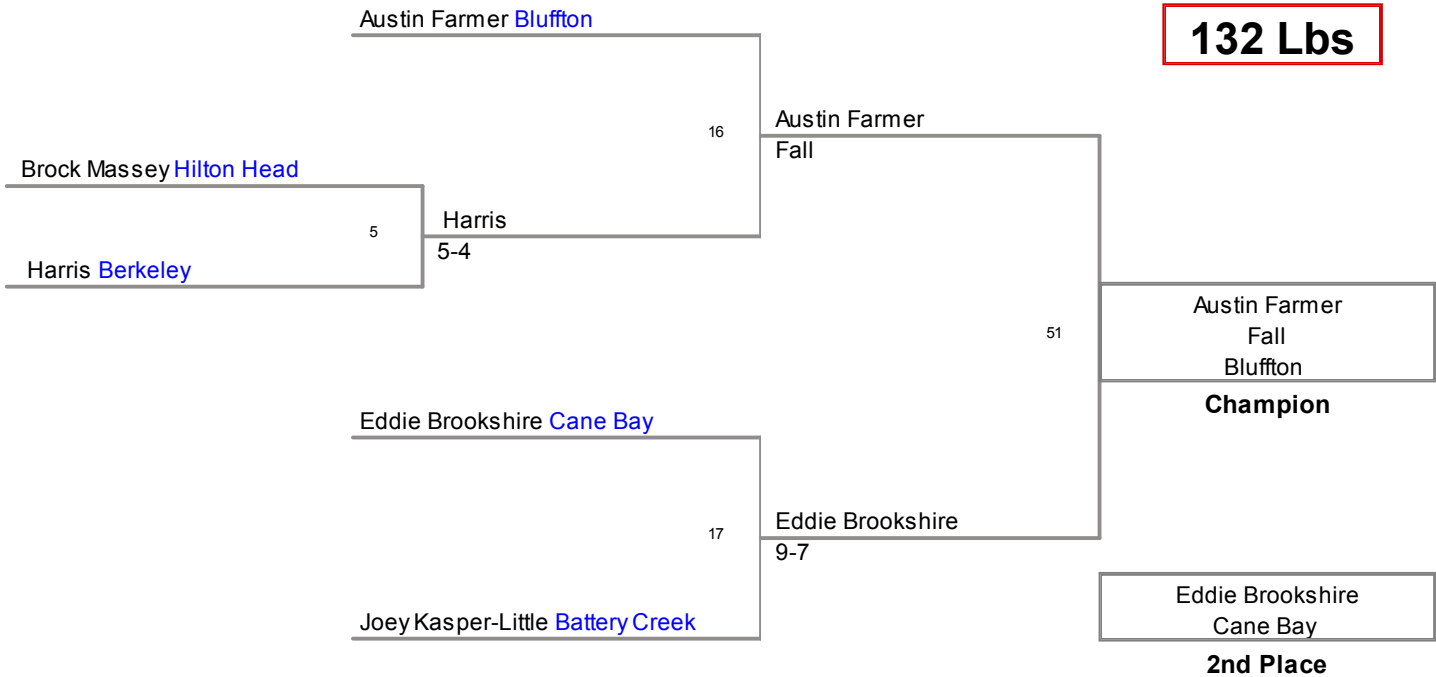 Austin Farmer Bluffton
132 Lbs
16
Austin Farmer
Fall
Brock Massey Hilton Head
5
Harris
5-4
Harris Berkeley
51
Austin Farmer
Fall
Bluffton
Champion
Eddie Brookshire Cane Bay
17
Eddie Brookshire
9-7
Joey Kasper-Little Battery Creek
Eddie Brookshire
Cane Bay
2nd Place